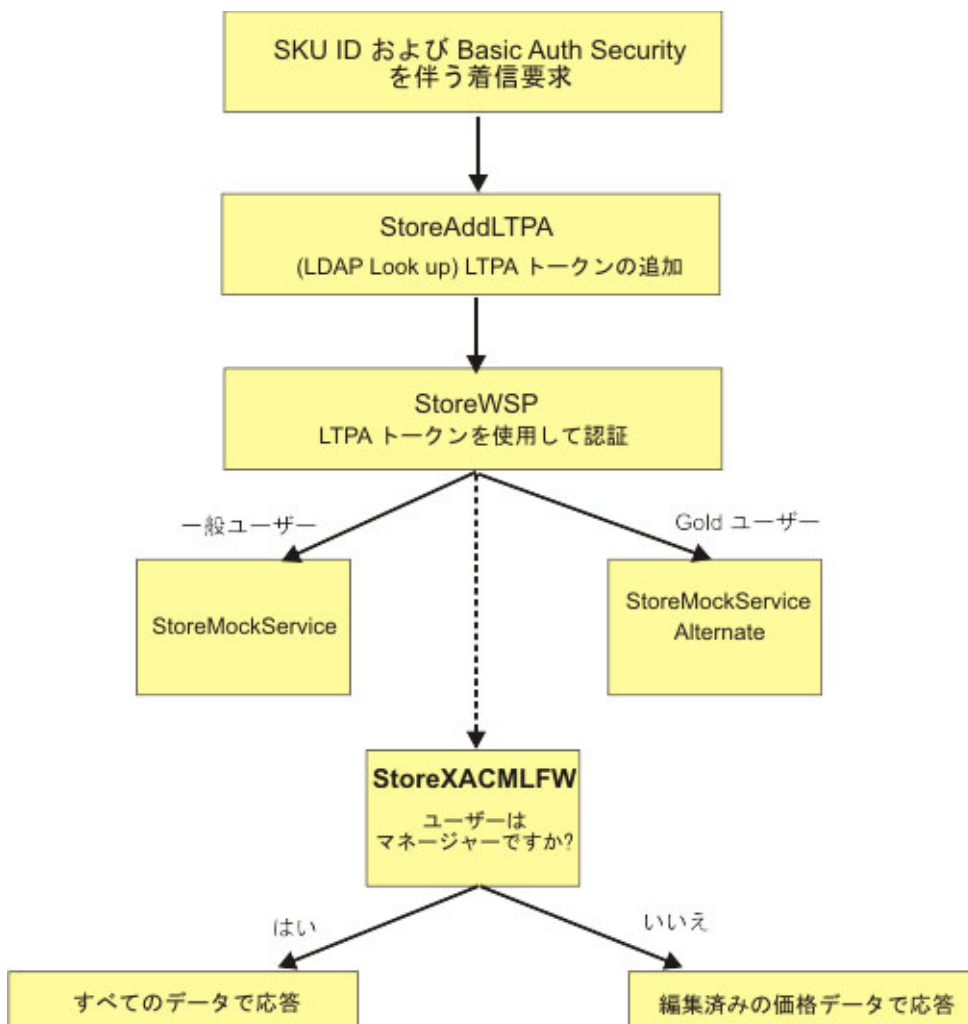 SKU ID および Basic Auth Security
を伴う着信要求
StoreAddLTPA
(LDAP Look up) LTPA トークンの追加
StoreWSP
LTPA トークンを使用して認証
一般ユーザー
Gold ユーザー
StoreMockService
StoreMockService
Alternate
StoreXACMLFW
ユーザーは
マネージャーですか?
はい
いいえ
すべてのデータで応答
編集済みの価格データで応答